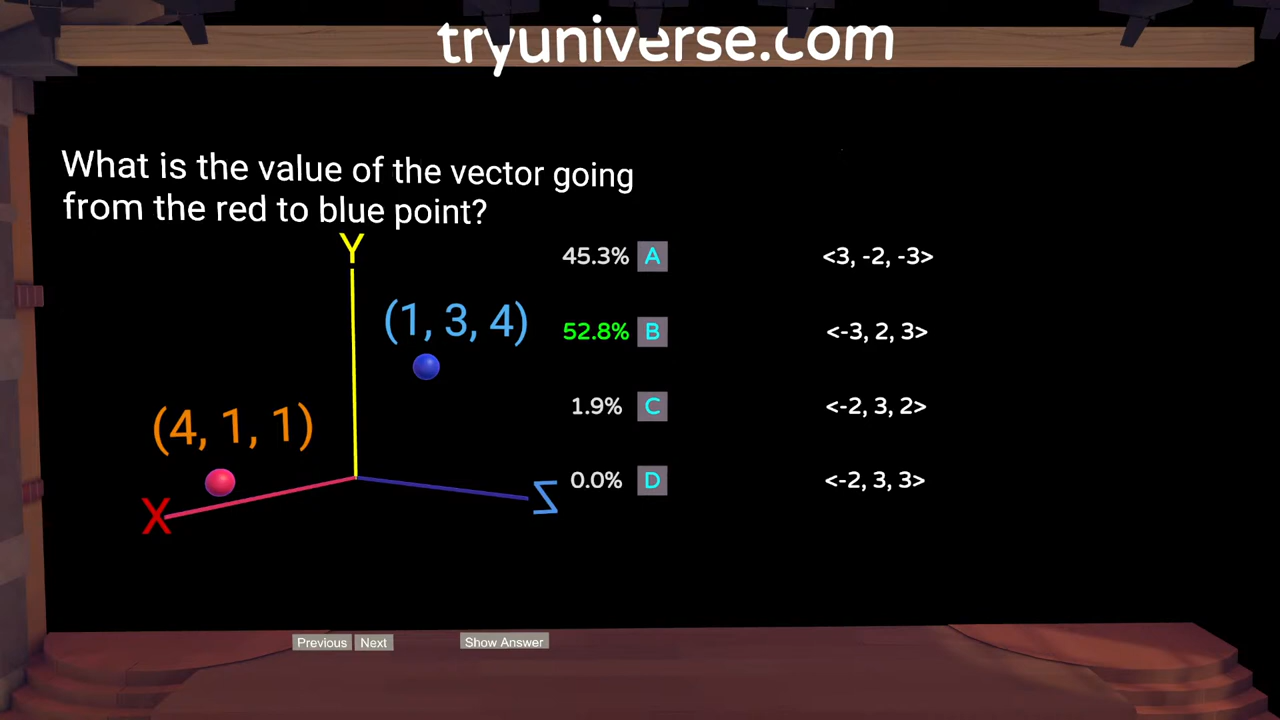 tryuniverse.com
What is the value of the vector going
from the red to blue point?
Y
(1, 3, 4)
(4, 1, 1)
X
Z
45.3% A <3, -2, -3>
52.8% B <-3, 2, 3>
1.9% C <-2, 3, 2>
0.0% D <-2, 3, 3>
Previous Next Show Answer